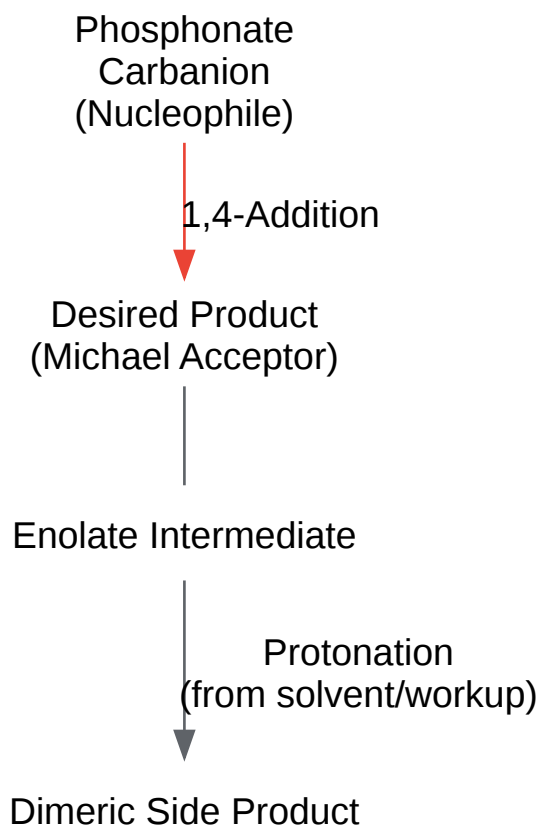 Phosphonate
Carbanion
(Nucleophile)
1,4-Addition
Desired Product
(Michael Acceptor)
Enolate Intermediate
Protonation
(from solvent/workup)
Dimeric Side Product